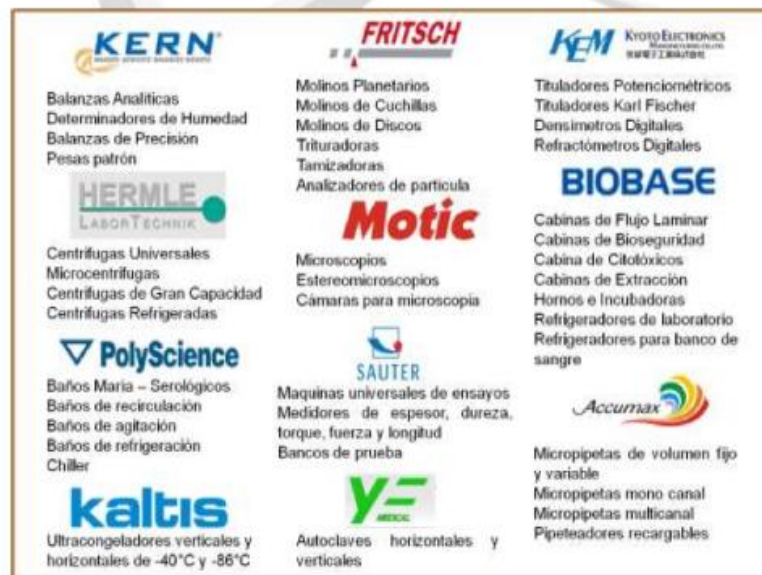 KERN
Balanzas Analíticas
Determinadores de Humedad
Balanzas de Precisión
Pesas patrón
HERMLE
LABORTECHNIK
Centrifugas Universales
Microcentrifugas
Centrifugas de Gran Capacidad
Centrifugas Refrigeradas
PolyScience
Baños Maria – Serológicos
Baños de recirculación
Baños de agitación
Baños de refrigeración
Chiller
kaltis
Ultracongeladores verticales y
horizontales de -40°C y -86°C
FRITSCH
Molinos Planetarios
Molinos de Cuchillas
Molinos de Discos
Trituradoras
Tamizadoras
Analizadores de particula
Motic
Microscopios
Estereomicroscopios
Cámaras para microscopia
SAUTER
Maquinas universales de ensayos
Medidores de espesor, dureza,
torque, fuerza y longitud
Bancos de prueba
MEDICAL
Autoclaves horizontales y
verticales
KEM KYOTO ELECTRONICS
Tituladores Potenciométricos
Tituladores Karl Fischer
Densímetros Digitales
Refractómetros Digitales
BIOBASE
Cabinas de Flujo Laminar
Cabinas de Bioseguridad
Cabina de Citotóxicos
Cabinas de Extracción
Hornos e Incubadoras
Refrigeradores de laboratorio
Refrigeradores para banco de
sangre
Accumax
Micropipetas de volumen fijo
y variable
Micropipetas mono canal
Micropipetas multicanal
Pipeteadores recargables